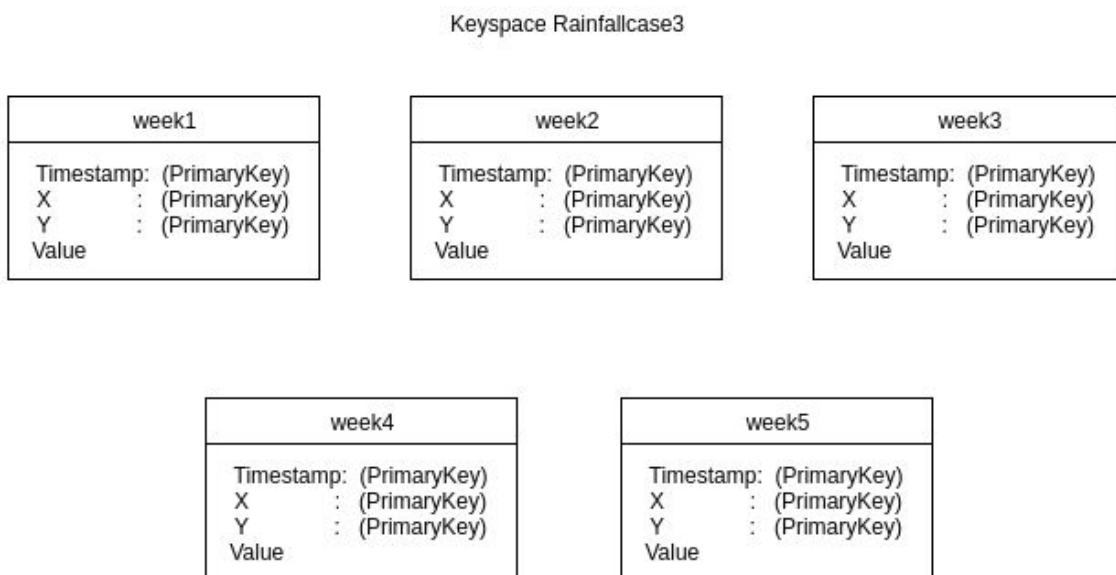 Keyspace Rainfallcase3
week1
Timestamp: (PrimaryKey)
X : (PrimaryKey)
Y : (PrimaryKey)
Value
week2
Timestamp: (PrimaryKey)
X : (PrimaryKey)
Y : (PrimaryKey)
Value
week3
Timestamp: (PrimaryKey)
X : (PrimaryKey)
Y : (PrimaryKey)
Value
week4
Timestamp: (PrimaryKey)
X : (PrimaryKey)
Y : (PrimaryKey)
Value
week5
Timestamp: (PrimaryKey)
X : (PrimaryKey)
Y : (PrimaryKey)
Value